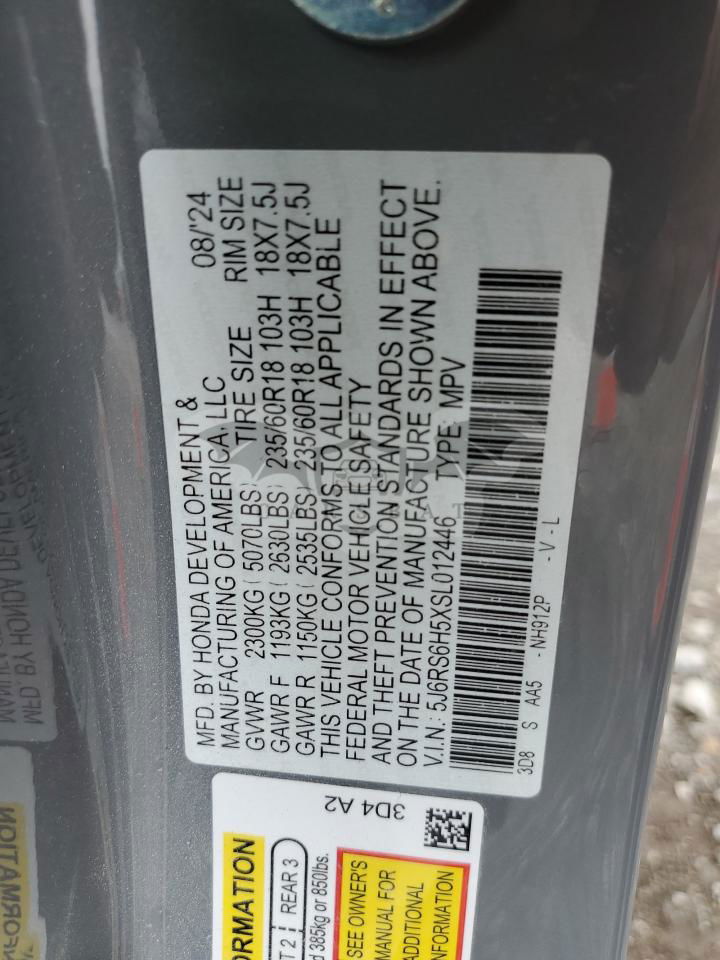 MFD. BY HONDA DEVELOPMENT &
MANUFACTURING OF AMERICA, LLC 08/'24
GVWR 2300KG ( 5070LBS) TIRE SIZE RIM SIZE
GAWR F 1193KG ( 2630LBS) 235/60R18 103H 18X7.5J
GAWR R 1150KG ( 2535LBS) 235/60R18 103H 18X7.5J
THIS VEHICLE CONFORMS TO ALL APPLICABLE
FEDERAL MOTOR VEHICLE SAFETY
AND THEFT PREVENTION STANDARDS IN EFFECT
ON THE DATE OF MANUFACTURE SHOWN ABOVE.
V.I.N.: 5J6RS6H5XSL012446 TYPE: MPV
3D8 S AA5 - NH912P - V - L
3D4 A2
REAR 3
385kg or 850lbs.
SEE OWNER'S
MANUAL FOR
ADDITIONAL